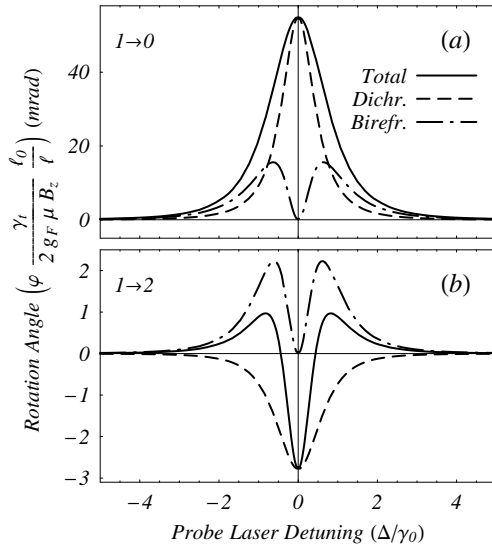 1→0
(a)
Total
Dichr.
Birefr.
40
20
0
1→2
(b)
2
1
0
−1
−2
−3
−4
−2
0
2
4
Rotation Angle (φ γt / 2 gF μ Bz ℓ0 / ℓ) (mrad)
Probe Laser Detuning (Δ/γ0)